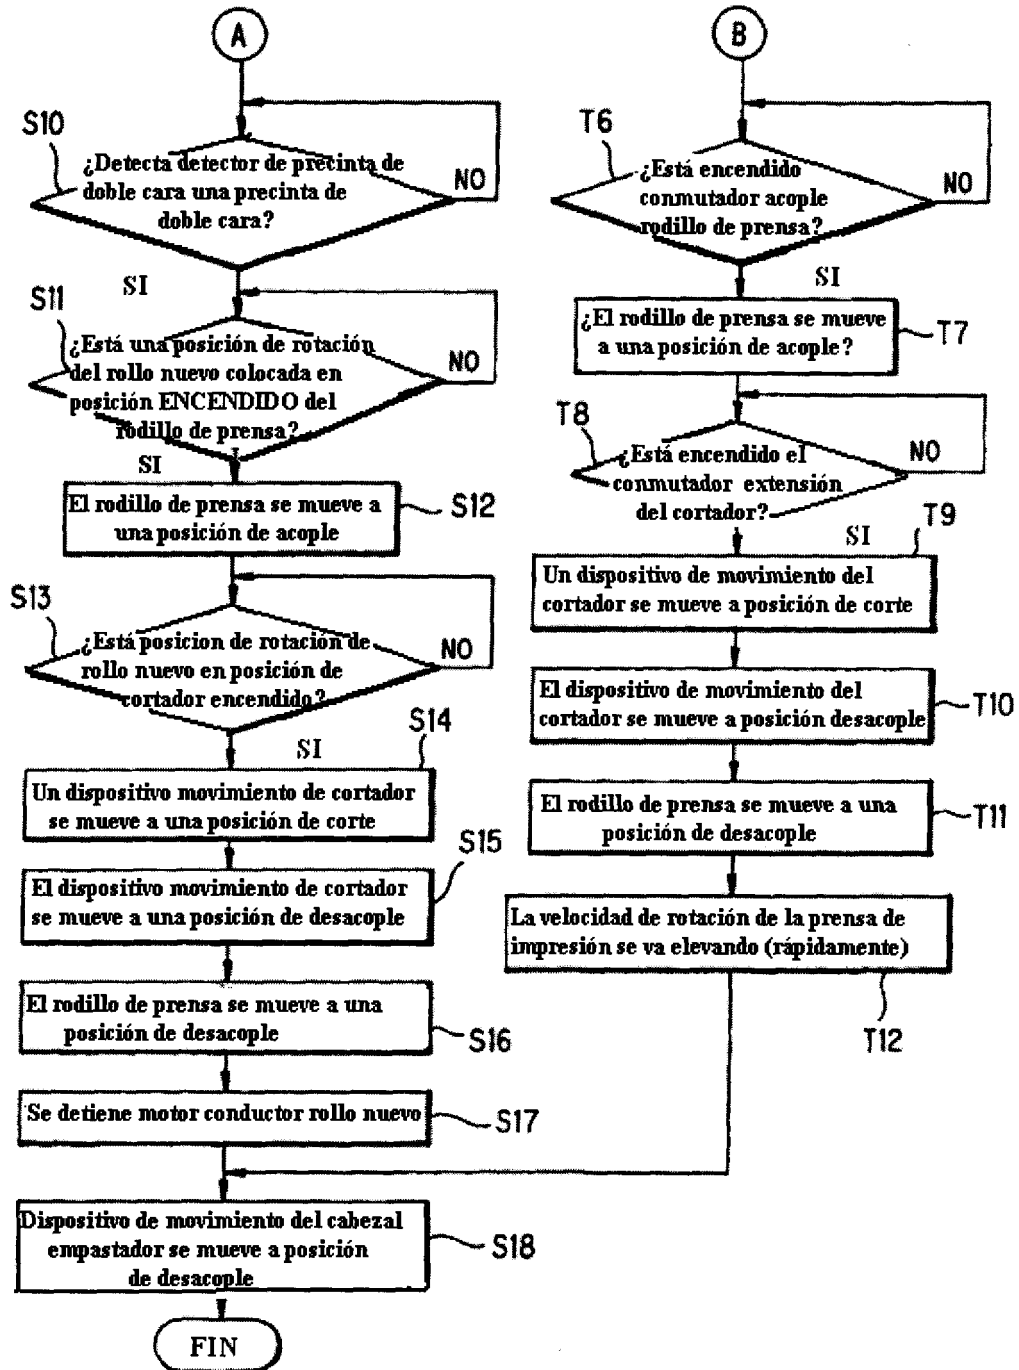 A
S10
¿Detecta detector de precinta de
doble cara una precinta de
doble cara?
NO
SI
S11
¿Está una posición de rotación
del rollo nuevo colocada en
posición ENCENDIDO del
rodillo de prensa?
NO
SI
El rodillo de prensa se mueve a
una posición de acople
S12
S13
¿Está posicion de rotación de
rollo nuevo en posición de
cortador encendido?
NO
SI
S14
Un dispositivo movimiento de cortador
se mueve a una posición de corte
S15
El dispositivo movimiento de cortador
se mueve a una posición de desacople
El rodillo de prensa se mueve a una
posición de desacople
S16
Se detiene motor conductor rollo nuevo
S17
Dispositivo de movimiento del cabezal
empastador se mueve a posición
de desacople
S18
FIN
B
T6
¿Está encendido
conmutador acople
rodillo de prensa?
NO
SI
¿El rodillo de prensa se mueve
a una posición de acople?
T7
T8
¿Está encendido el
conmutador extensión
del cortador?
NO
SI
T9
Un dispositivo de movimiento del
cortador se mueve a posición de corte
El dispositivo de movimiento del
cortador se mueve a posición desacople
T10
El rodillo de prensa se mueve a una
posición de desacople
T11
La velocidad de rotación de la prensa de
impresión se va elevando (rápidamente)
T12